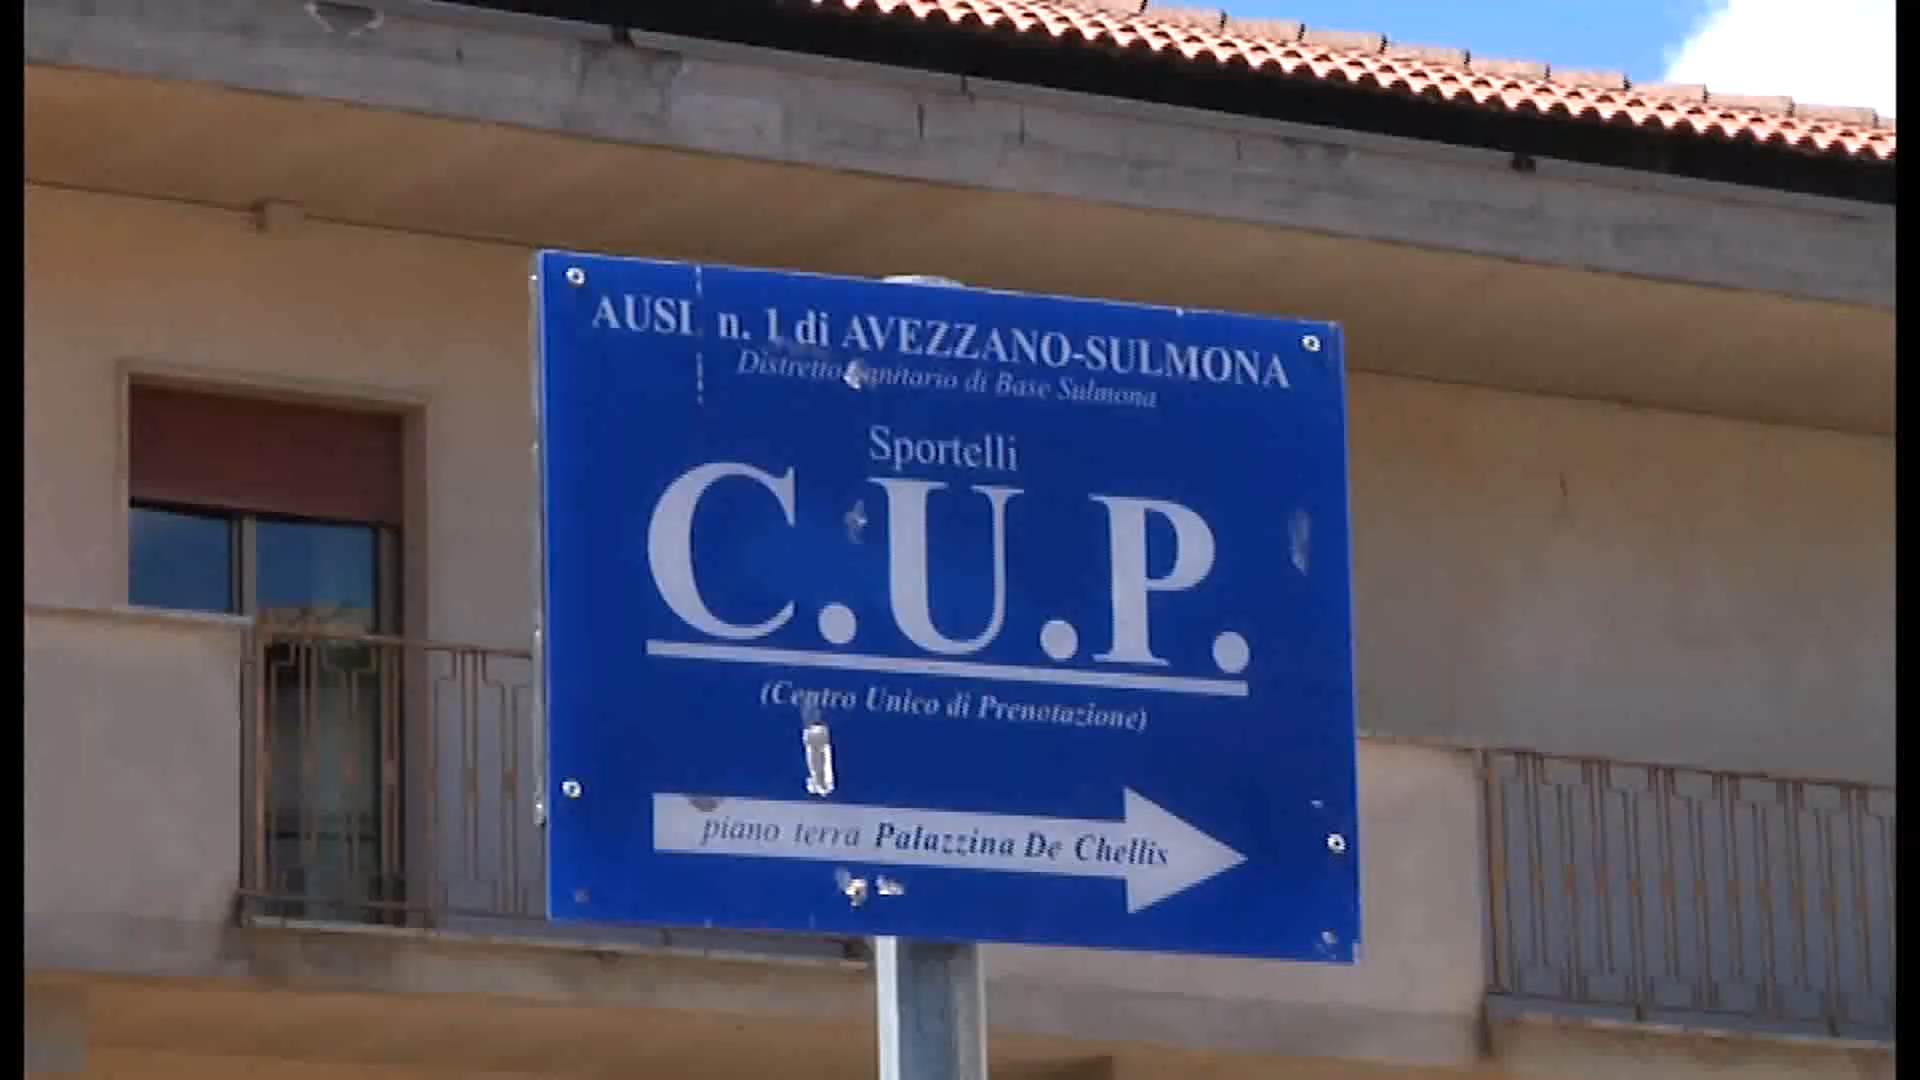 AUSL n. 1 di AVEZZANO-SULMONA
Distretto Sanitario di Base Sulmona
Sportelli
C.U.P.
(Centro Unico di Prenotazione)
piano terra Palazzina De Chellis